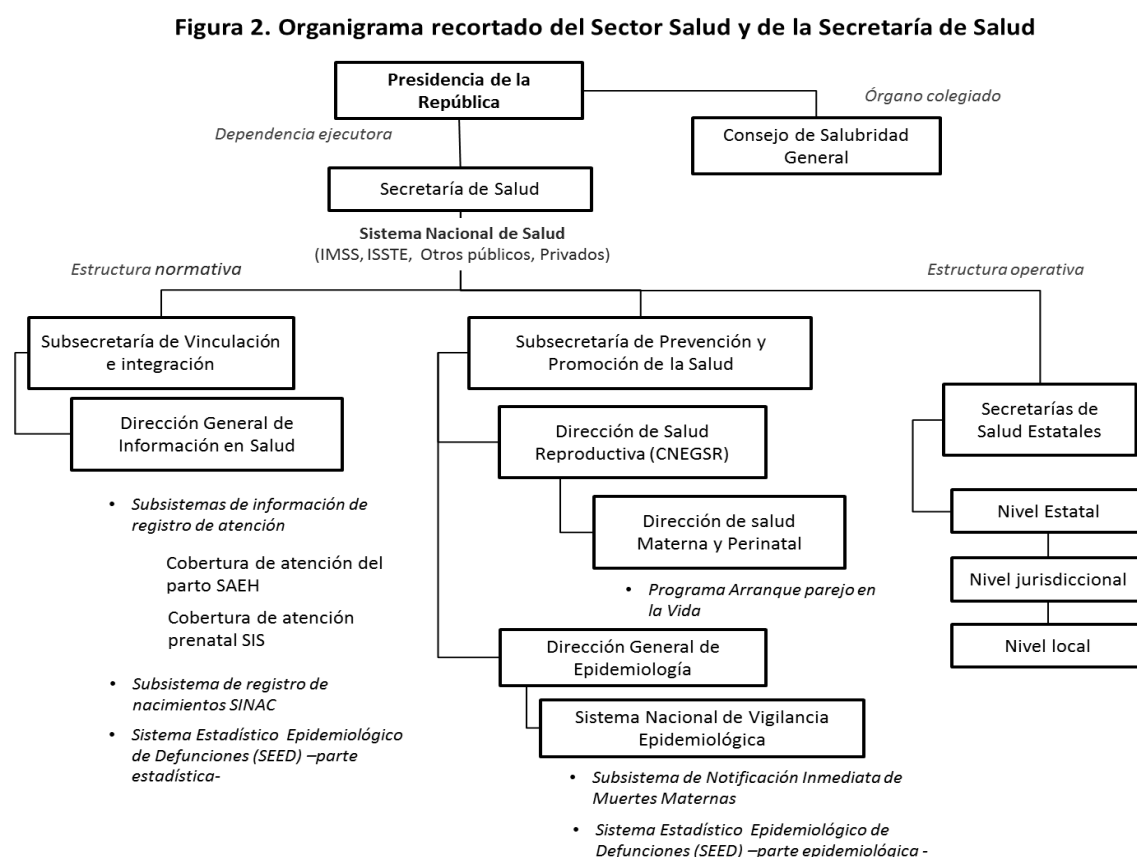 Figura 2. Organigrama recortado del Sector Salud y de la Secretaría de Salud
Presidencia de la
República
Órgano colegiado
Dependencia ejecutora
Consejo de Salubridad
General
Secretaría de Salud
Sistema Nacional de Salud
(IMSS, ISSTE, Otros públicos, Privados)
Estructura normativa
Estructura operativa
Subsecretaría de Vinculación
e integración
Dirección General de
Información en Salud
• Subsistemas de información de
registro de atención
Cobertura de atención del
parto SAEH
Cobertura de atención
prenatal SIS
• Subsistema de registro de
nacimientos SINAC
• Sistema Estadístico Epidemiológico
de Defunciones (SEED) –parte
estadística-
Subsecretaría de Prevención y
Promoción de la Salud
Dirección de Salud
Reproductiva (CNEGSR)
Dirección de salud
Materna y Perinatal
• Programa Arranque parejo en
la Vida
Dirección General de
Epidemiología
Sistema Nacional de Vigilancia
Epidemiológica
• Subsistema de Notificación Inmediata de
Muertes Maternas
• Sistema Estadístico Epidemiológico de
Defunciones (SEED) –parte epidemiológica -
Secretarías de
Salud Estatales
Nivel Estatal
Nivel jurisdiccional
Nivel local